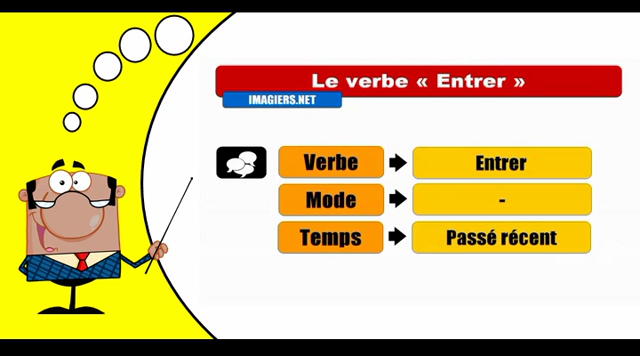 Le verbe « Entrer »
IMAGIERS.NET
Verbe Entrer
Mode -
Temps Passé récent